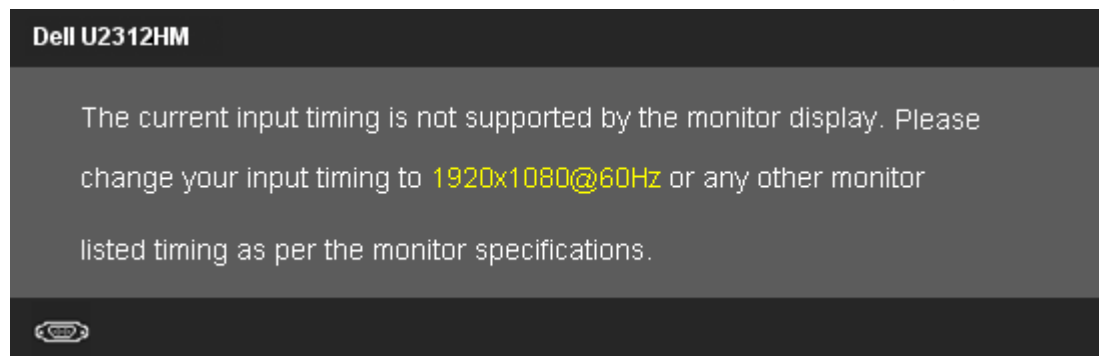 Dell U2312HM
The current input timing is not supported by the monitor display. Please
change your input timing to 1920x1080@60Hz or any other monitor
listed timing as per the monitor specifications.